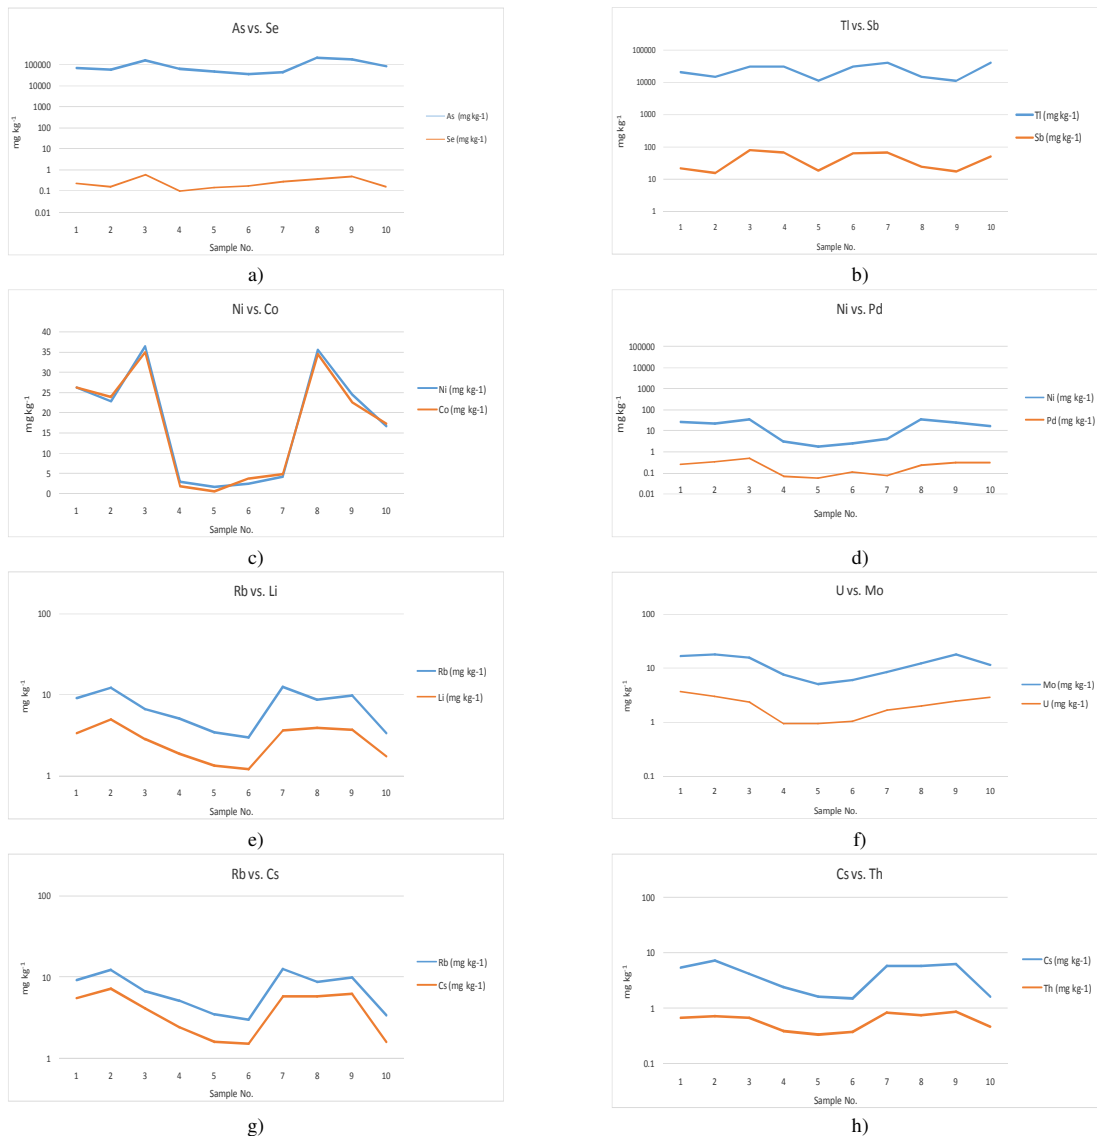 As vs. Se
100000
10000
1000
100
10
1
0.1
0.01
mg kg-1
1 2 3 4 5 6 7 8 9 10
Sample No.
As (mg kg-1)
Se (mg kg-1)
a)
Tl vs. Sb
100000
10000
1000
100
10
1
mg kg-1
1 2 3 4 5 6 7 8 9 10
Sample No.
Tl (mg kg-1)
Sb (mg kg-1)
b)
Ni vs. Co
40
35
30
25
20
15
10
5
0
mg kg-1
1 2 3 4 5 6 7 8 9 10
Sample No.
Ni (mg kg-1)
Co (mg kg-1)
c)
Ni vs. Pd
100000
10000
1000
100
10
1
0.1
0.01
mg kg-1
1 2 3 4 5 6 7 8 9 10
Sample No.
Ni (mg kg-1)
Pd (mg kg-1)
d)
Rb vs. Li
100
10
1
mg kg-1
1 2 3 4 5 6 7 8 9 10
Sample No.
Rb (mg kg-1)
Li (mg kg-1)
e)
U vs. Mo
100
10
1
0.1
mg kg-1
1 2 3 4 5 6 7 8 9 10
Sample No.
Mo (mg kg-1)
U (mg kg-1)
f)
Rb vs. Cs
100
10
1
mg kg-1
1 2 3 4 5 6 7 8 9 10
Sample No.
Rb (mg kg-1)
Cs (mg kg-1)
g)
Cs vs. Th
100
10
1
0.1
mg kg-1
1 2 3 4 5 6 7 8 9 10
Sample No.
Cs (mg kg-1)
Th (mg kg-1)
h)